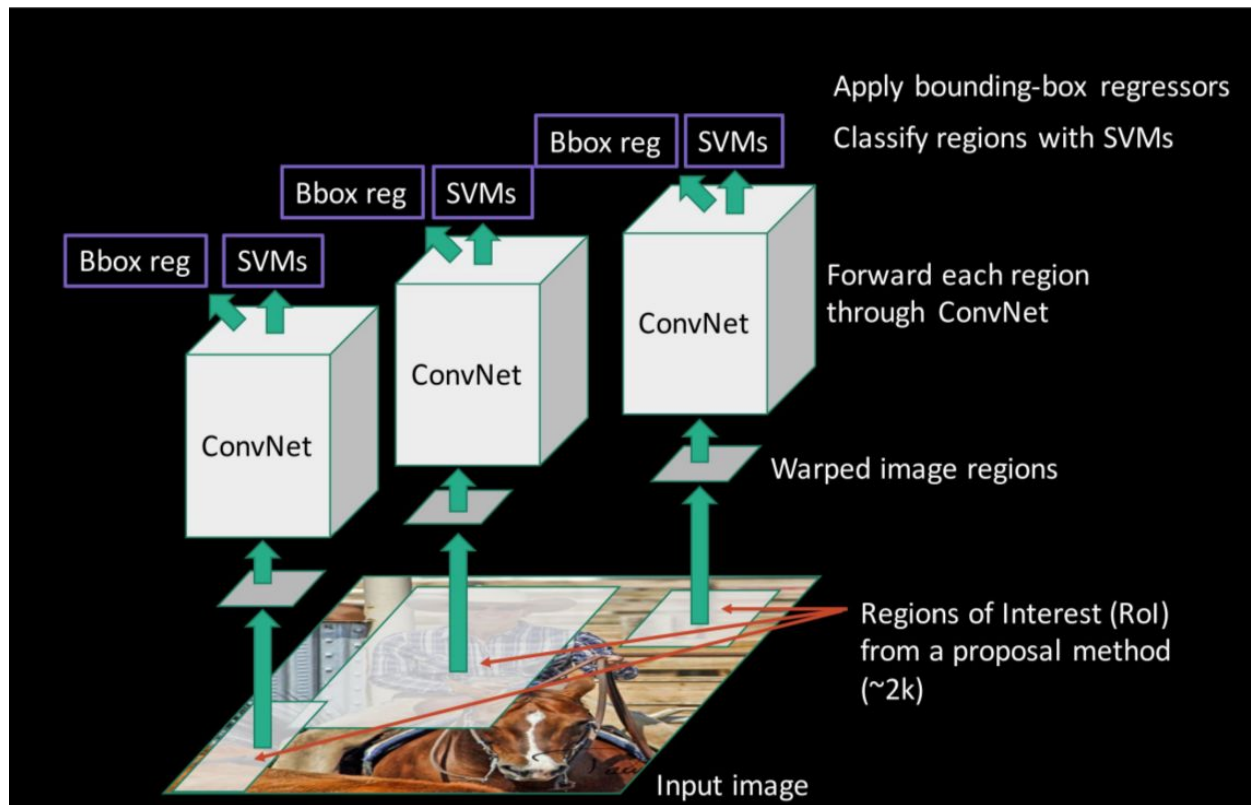 Apply bounding-box regressors
Bbox reg SVMs
Classify regions with SVMs
Bbox reg SVMs
Bbox reg SVMs
Forward each region
through ConvNet
ConvNet
ConvNet
ConvNet
Warped image regions
Regions of Interest (RoI)
from a proposal method
(~2k)
Input image